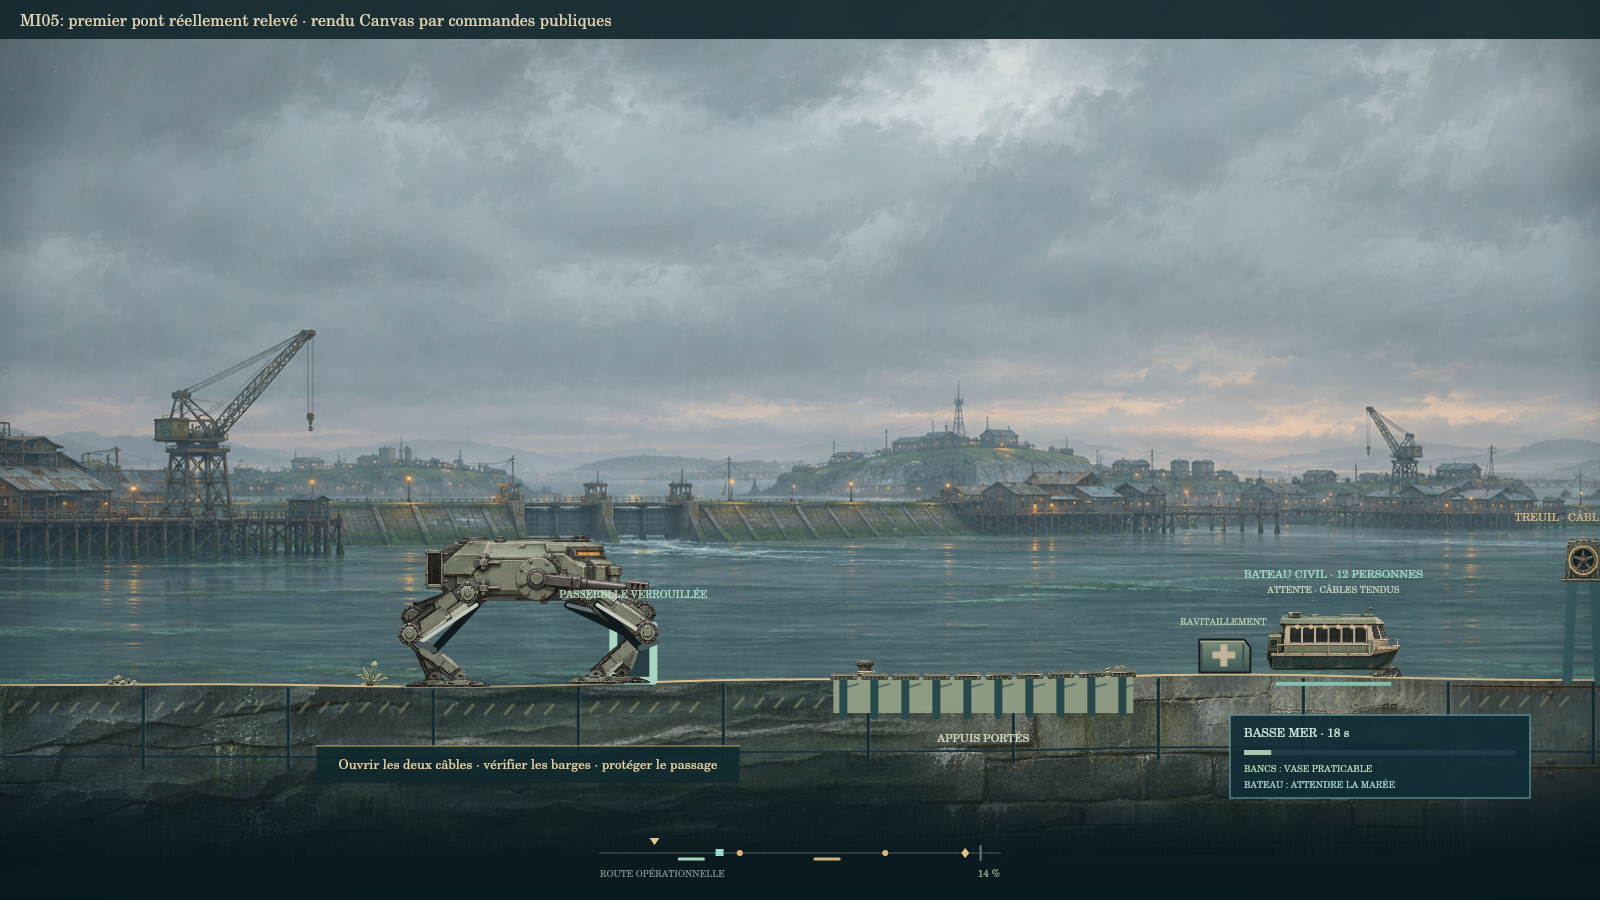 MI05: premier pont réellement relevé · rendu Canvas par commandes publiques
TREUIL · CÂBL
BATEAU CIVIL · 12 PERSONNES
ATTENTE · CÂBLES TENDUS
PASSERELLE VERROUILLÉE
RAVITAILLEMENT
APPUIS PORTÉS
BASSE MER · 18 s
BANCS : VASE PRATICABLE
BATEAU : ATTENDRE LA MARÉE
Ouvrir les deux câbles · vérifier les barges · protéger le passage
ROUTE OPÉRATIONNELLE
14 %